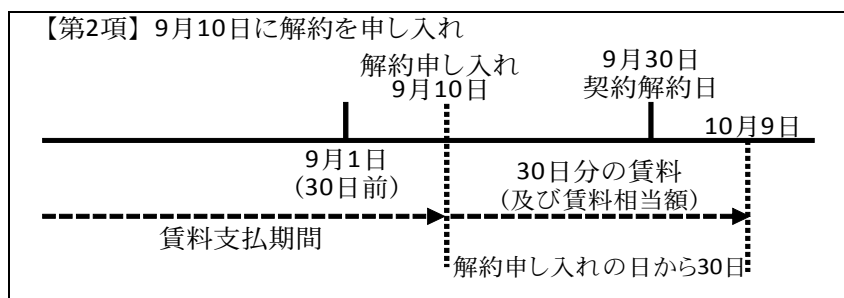 【第2項】9月10日に解約を申し入れ
解約申し入れ
9月10日
9月30日
契約解約日
10月9日
9月1日
(30日前)
30日分の賃料
(及び賃料相当額)
賃料支払期間
解約申し入れの日から30日